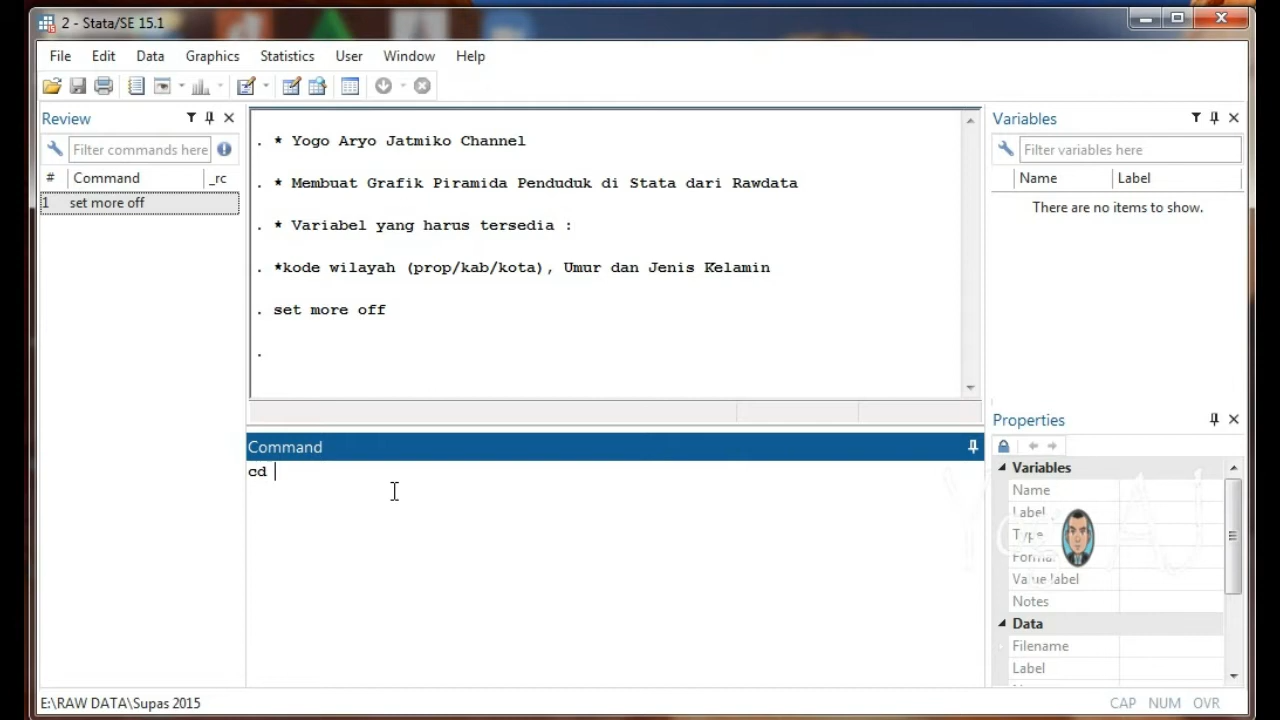 2 - Stata/SE 15.1
File Edit Data Graphics Statistics User Window Help
Review
Filter commands here
# Command _rc
1 set more off
. * Yogo Aryo Jatmiko Channel
. * Membuat Grafik Piramida Penduduk di Stata dari Rawdata
. * Variabel yang harus tersedia :
. *kode wilayah (prop/kab/kota), Umur dan Jenis Kelamin
. set more off
.
Command
cd
Variables
Filter variables here
Name Label
There are no items to show.
Properties
Variables
Name
Label
Type
Format
Value label
Notes
Data
Filename
Label
E:\RAW DATA\Supas 2015
CAP NUM OVR